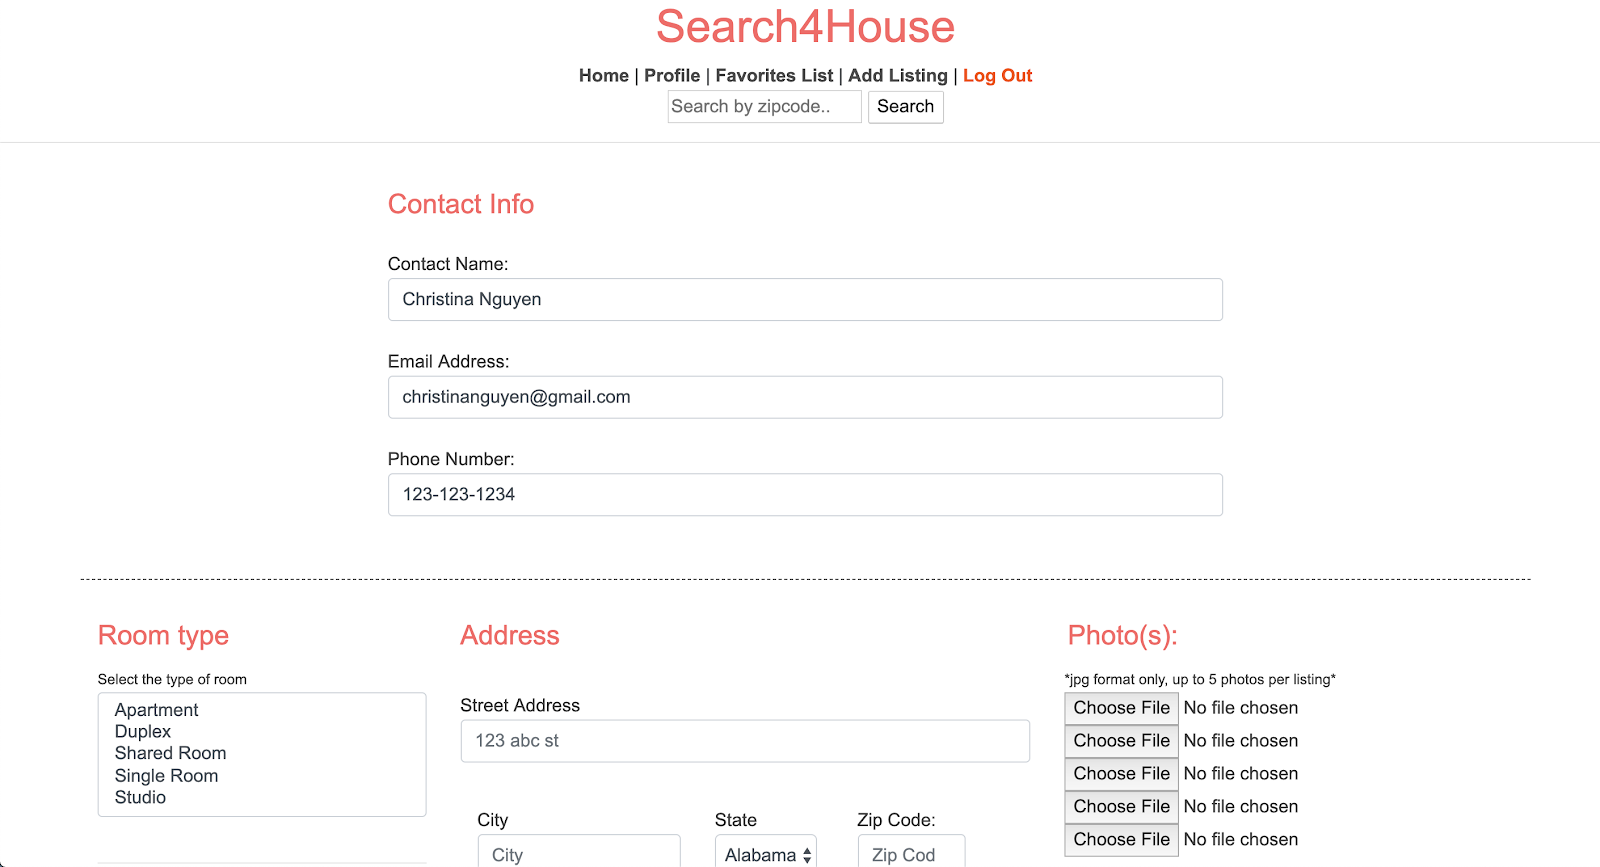 Search4House
Home | Profile | Favorites List | Add Listing | Log Out
Search by zipcode.. Search
Contact Info
Contact Name:
Christina Nguyen
Email Address:
christinanguyen@gmail.com
Phone Number:
123-123-1234
Room type
Select the type of room
Apartment
Duplex
Shared Room
Single Room
Studio
Address
Street Address
123 abc st
City State Zip Code:
City Alabama Zip Cod
Photo(s):
*jpg format only, up to 5 photos per listing*
Choose File No file chosen
Choose File No file chosen
Choose File No file chosen
Choose File No file chosen
Choose File No file chosen